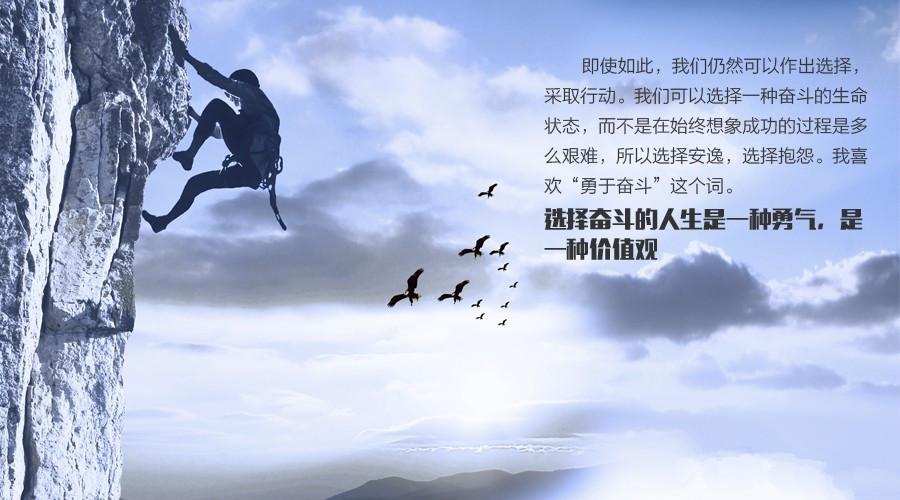 即使如此，我们仍然可以作出选择，
采取行动。我们可以选择一种奋斗的生命
状态，而不是在始终想象成功的过程是多
么艰难，所以选择安逸，选择抱怨。我喜
欢“勇于奋斗”这个词。
选择奋斗的人生是一种勇气，是
一种价值观